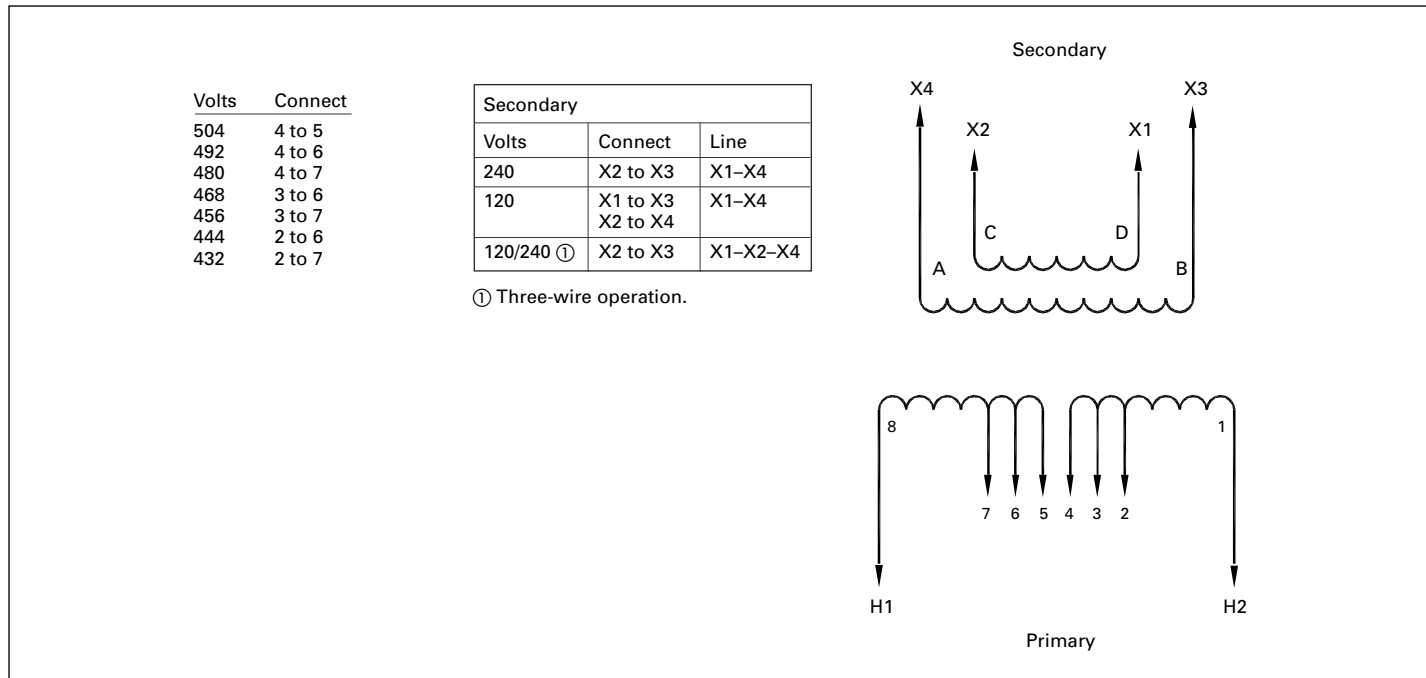 Volts Connect
504 4 to 5
492 4 to 6
480 4 to 7
468 3 to 6
456 3 to 7
444 2 to 6
432 2 to 7
Secondary
Volts Connect Line
240 X2 to X3 X1–X4
120 X1 to X3 X1–X4
X2 to X4
120/240 ① X2 to X3 X1–X2–X4
① Three-wire operation.
Secondary
X4 X3
X2 X1
C D
A B
8 1
7 6 5 4 3 2
H1 H2
Primary